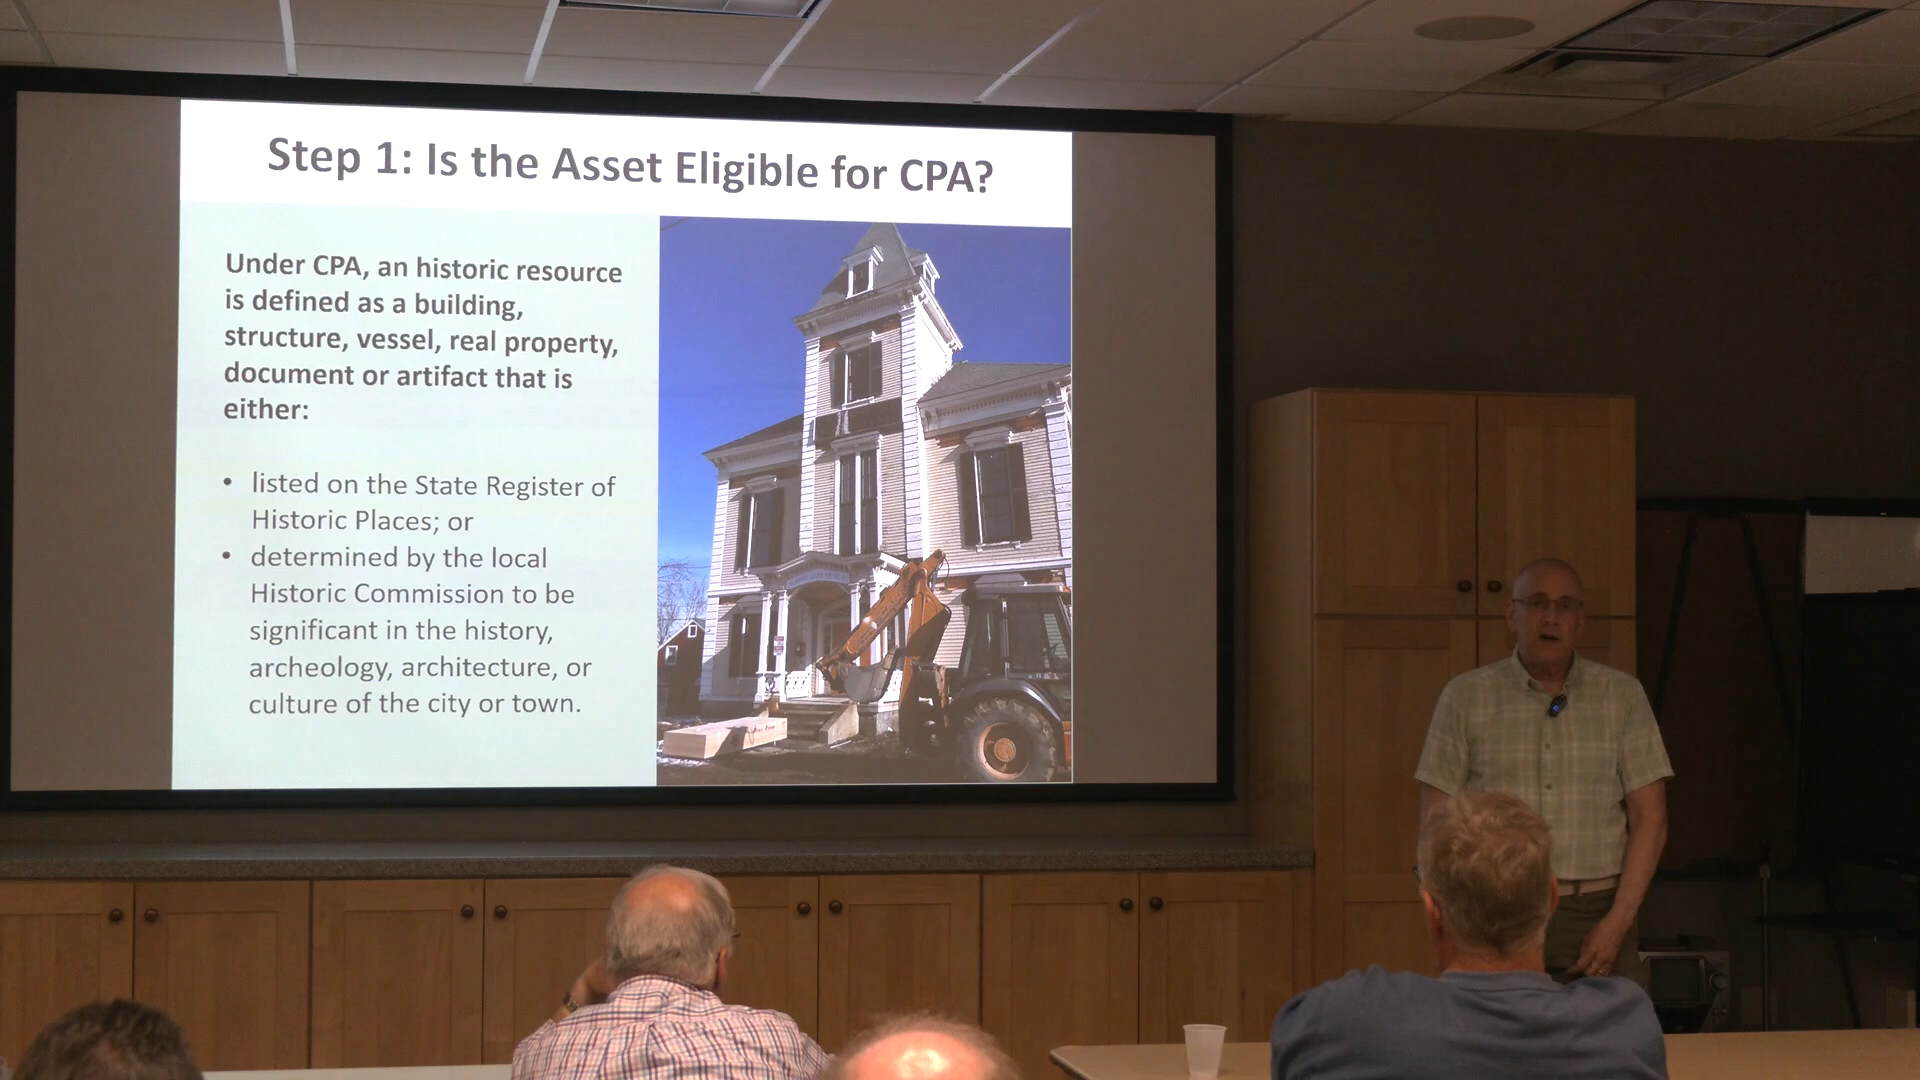 Step 1: Is the Asset Eligible for CPA?
Under CPA, an historic resource
is defined as a building,
structure, vessel, real property,
document or artifact that is
either:
• listed on the State Register of
Historic Places; or
• determined by the local
Historic Commission to be
significant in the history,
archeology, architecture, or
culture of the city or town.